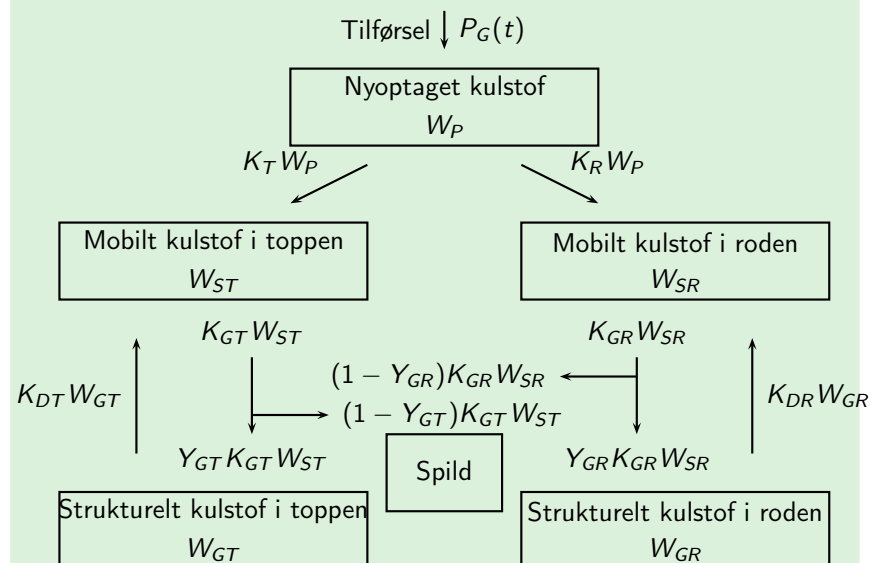 Tilførsel P_G(t)
Nyoptaget kulstof
W_P
K_T W_P
K_R W_P
Mobilt kulstof i toppen
W_ST
Mobilt kulstof i roden
W_SR
K_GT W_ST
K_GR W_SR
(1 − Y_GR)K_GR W_SR
K_DT W_GT
K_DR W_GR
(1 − Y_GT)K_GT W_ST
Y_GT K_GT W_ST
Y_GR K_GR W_SR
Spild
Strukturelt kulstof i toppen
W_GT
Strukturelt kulstof i roden
W_GR